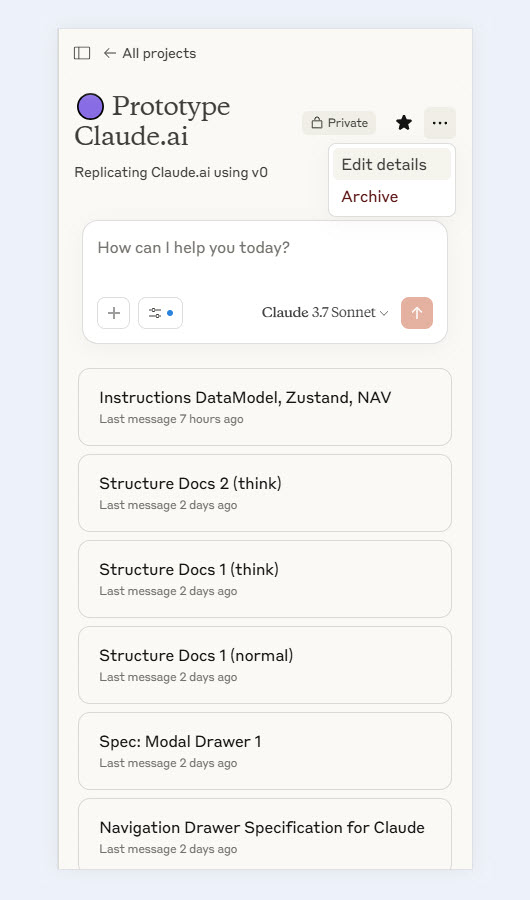 All projects
Prototype
Claude.ai
Private
Replicating Claude.ai using v0
Edit details
Archive
How can I help you today?
Claude 3.7 Sonnet
Instructions DataModel, Zustand, NAV
Last message 7 hours ago
Structure Docs 2 (think)
Last message 2 days ago
Structure Docs 1 (think)
Last message 2 days ago
Structure Docs 1 (normal)
Last message 2 days ago
Spec: Modal Drawer 1
Last message 2 days ago
Navigation Drawer Specification for Claude
Last message 2 days ago